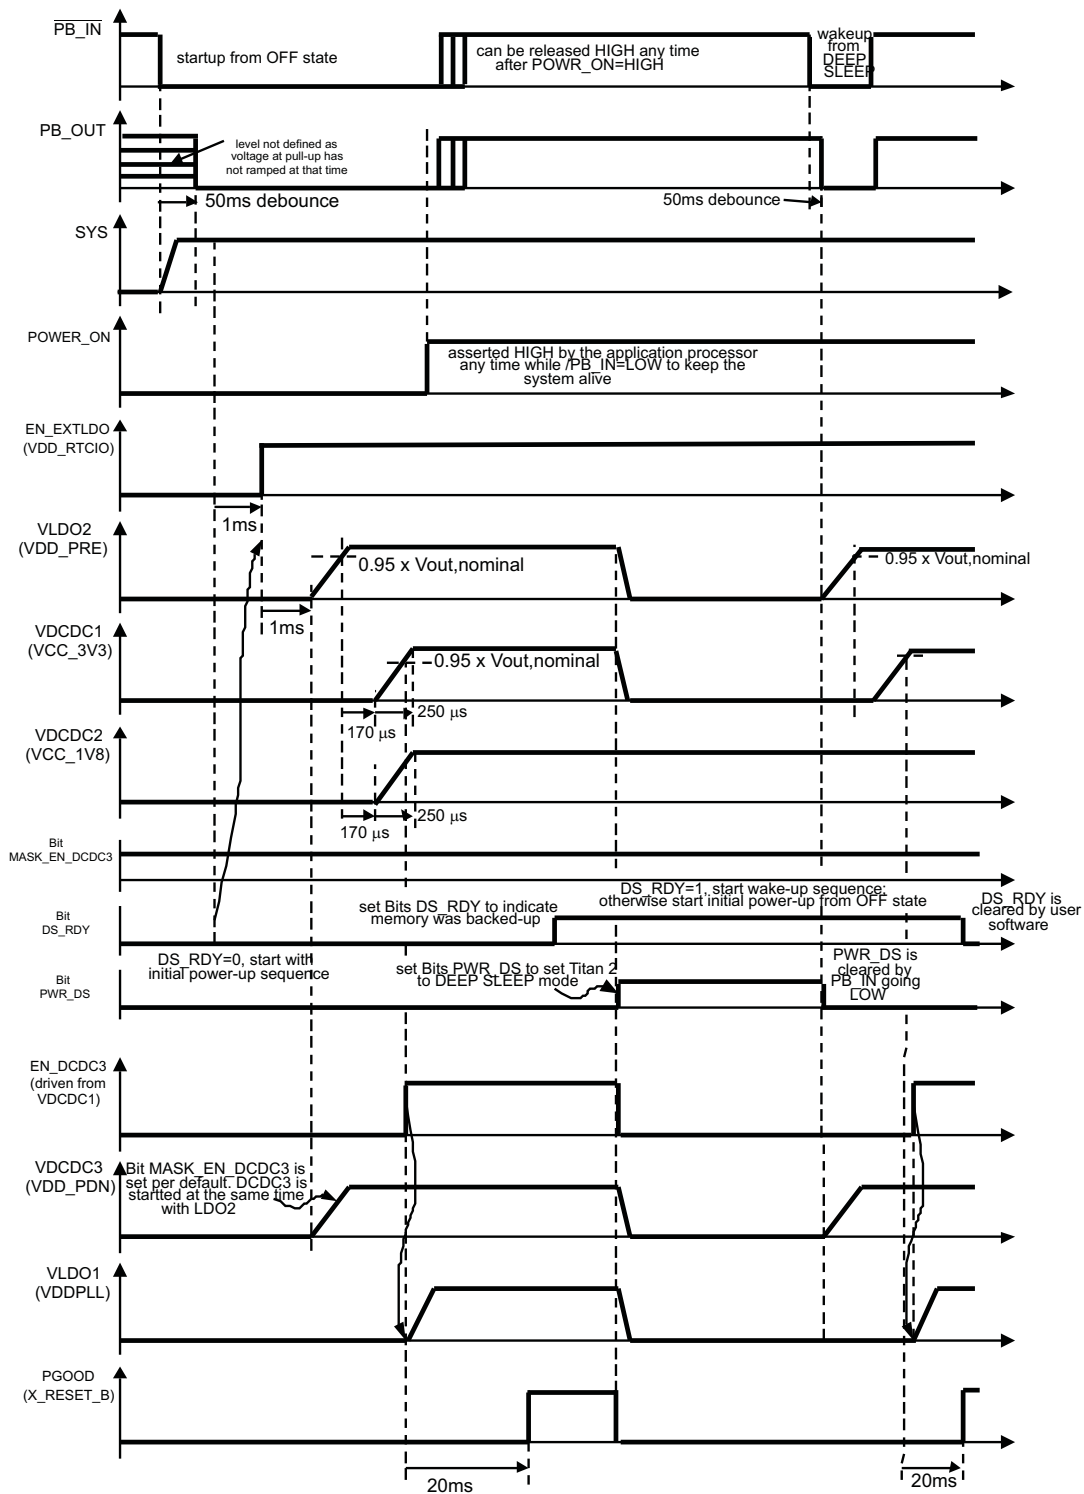 PB_IN
startup from OFF state
can be released HIGH any time
after POWR_ON=HIGH
wakeup
from
DEEP
SLEEP
PB_OUT
level not defined as
voltage at pull-up has
not ramped at that time
50ms debounce
50ms debounce
SYS
POWER_ON
asserted HIGH by the application processor
any time while /PB_IN=LOW to keep the
system alive
EN_EXTLDO
(VDD_RTCIO)
1ms
VLDO2
(VDD_PRE)
0.95 x Vout,nominal
0.95 x Vout,nominal
1ms
VDCDC1
(VCC_3V3)
0.95 x Vout,nominal
250 μs
170 μs
VDCDC2
(VCC_1V8)
250 μs
170 μs
Bit
MASK_EN_DCDC3
Bit
DS_RDY
set Bits DS_RDY to indicate
memory was backed-up
DS_RDY=1, start wake-up sequence;
otherwise start initial power-up from OFF state
DS_RDY is
cleared by user
software
DS_RDY=0, start with
initial power-up sequence
Bit
PWR_DS
set Bits PWR_DS to set Titan 2
to DEEP SLEEP mode
PWR_DS is
cleared by
PB_IN going
LOW
EN_DCDC3
(driven from
VDCDC1)
VDCDC3
(VDD_PDN)
Bit MASK_EN_DCDC3 is
set per default. DCDC3 is
startted at the same time
with LDO2
VLDO1
(VDDPLL)
PGOOD
(X_RESET_B)
20ms
20ms